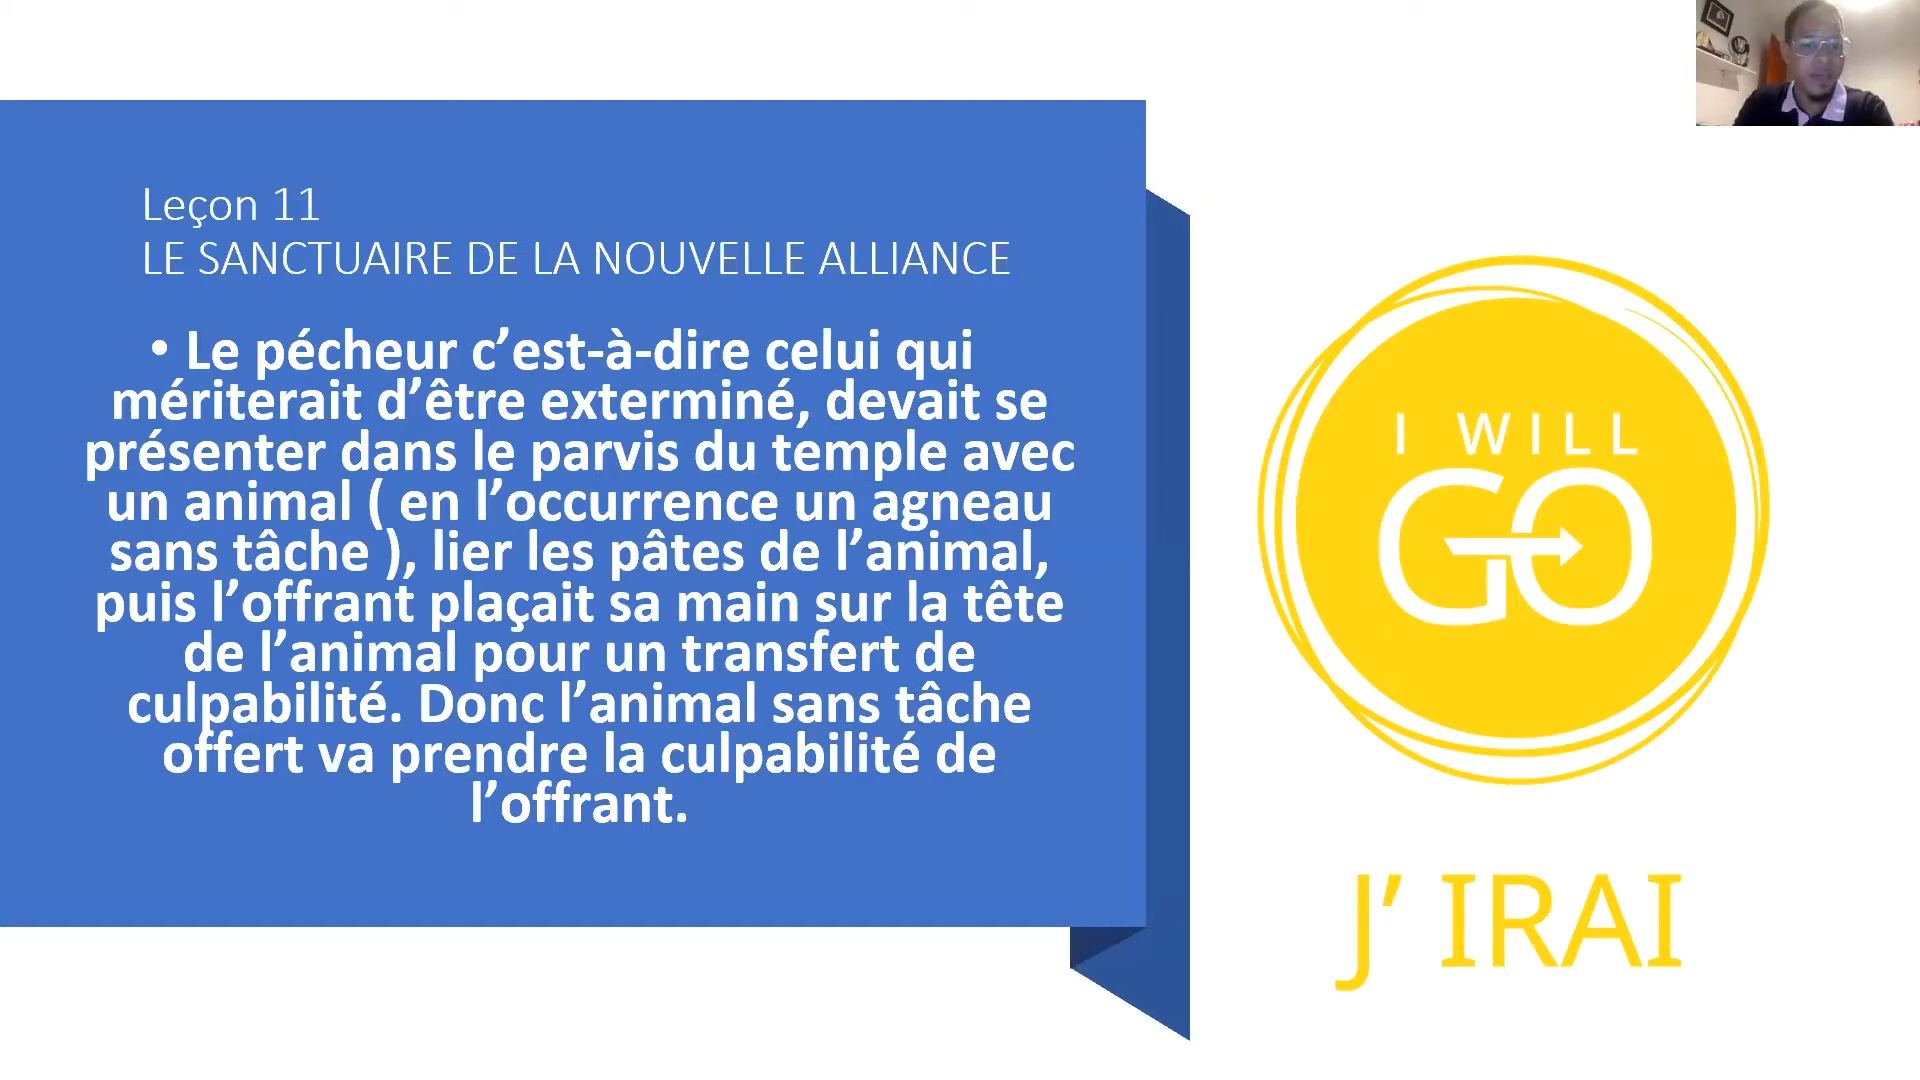 Leçon 11
LE SANCTUAIRE DE LA NOUVELLE ALLIANCE
• Le pécheur c’est-à-dire celui qui
mériterait d’être exterminé, devait se
présenter dans le parvis du temple avec
un animal ( en l’occurrence un agneau
sans tâche ), lier les pâtes de l’animal,
puis l’offrant plaçait sa main sur la tête
de l’animal pour un transfert de
culpabilité. Donc l’animal sans tâche
offert va prendre la culpabilité de
l’offrant.
I WILL
GO
J’ IRAI